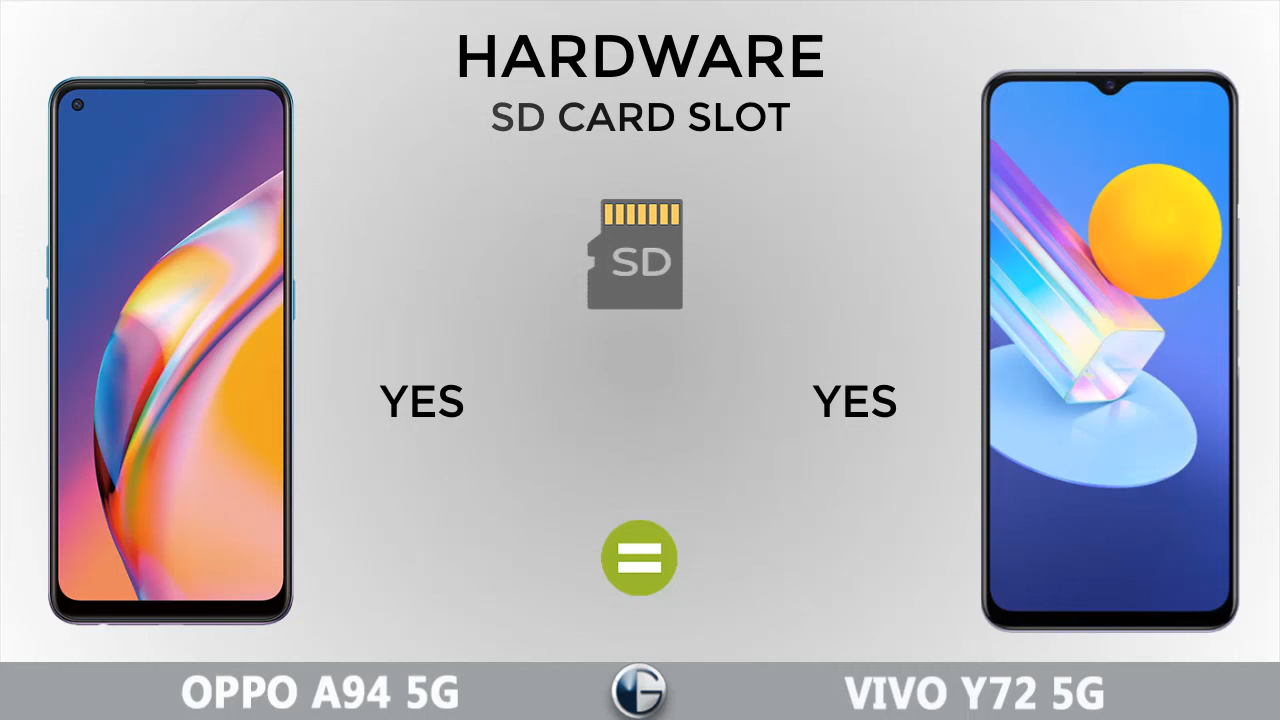 HARDWARE
SD CARD SLOT
SD
YES
YES
OPPO A94 5G
G
VIVO Y72 5G